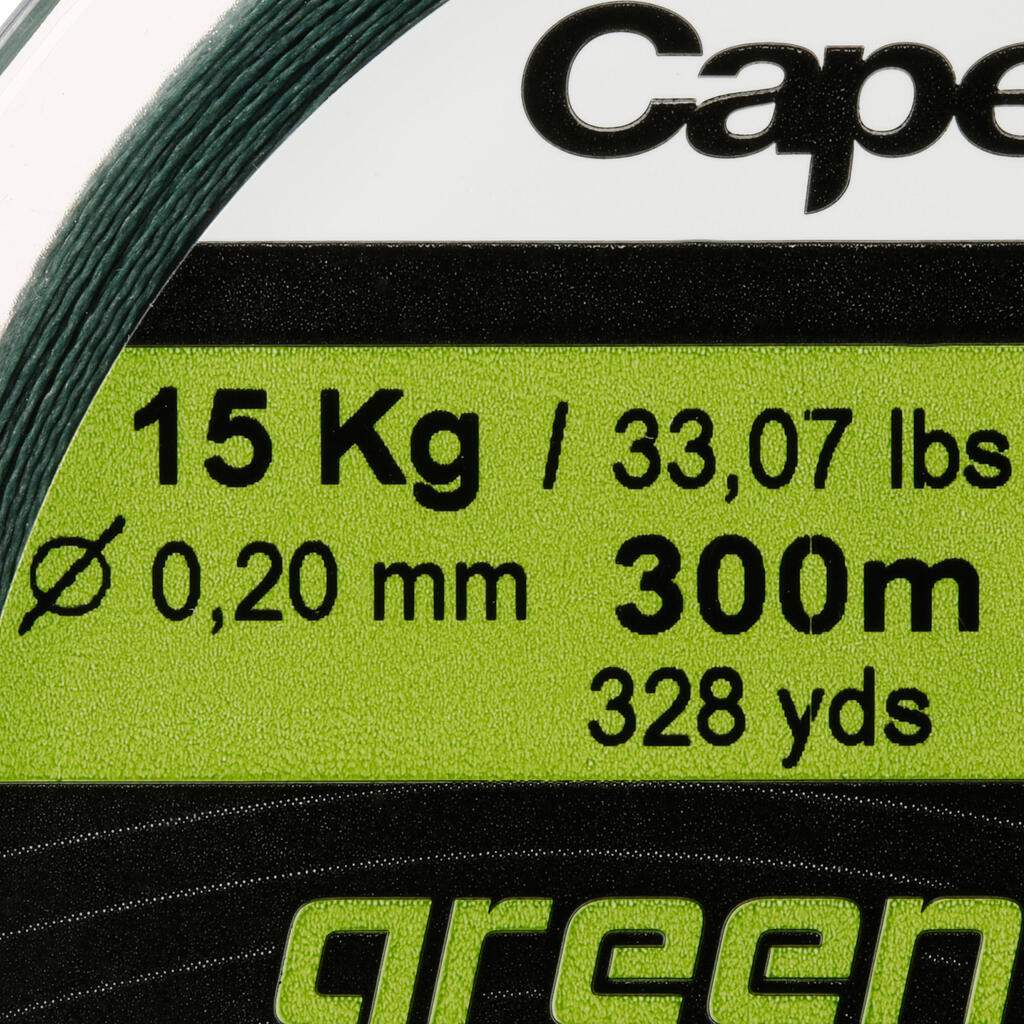 Cape
15 Kg / 33,07 lbs
Ø 0,20 mm 300m
328 yds
green